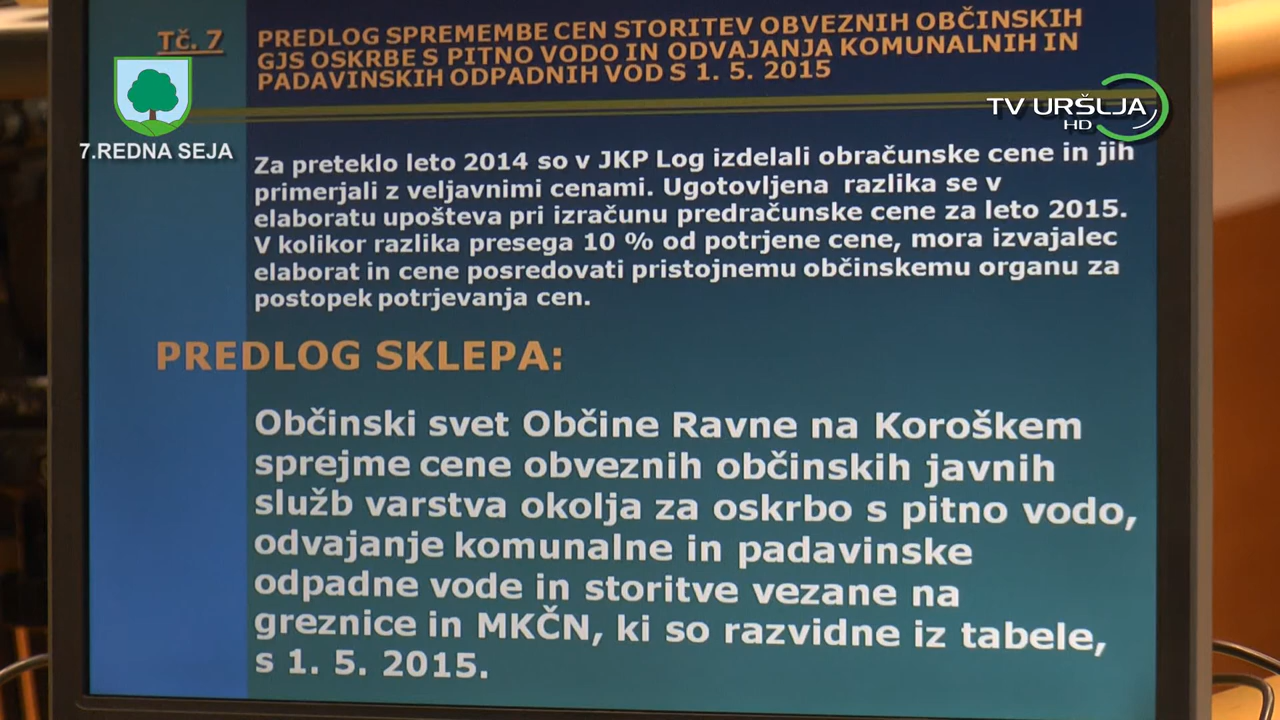 Tč. 7
PREDLOG SPREMEMBE CEN STORITEV OBVEZNIH OBČINSKIH
GJS OSKRBE S PITNO VODO IN ODVAJANJA KOMUNALNIH IN
PADAVINSKIH ODPADNIH VOD S 1. 5. 2015
TV URŠLJA
HD
7.REDNA SEJA
Za preteklo leto 2014 so v JKP Log izdelali obračunske cene in jih
primerjali z veljavnimi cenami. Ugotovljena razlika se v
elaboratu upošteva pri izračunu predračunske cene za leto 2015.
V kolikor razlika presega 10 % od potrjene cene, mora izvajalec
elaborat in cene posredovati pristojnemu občinskemu organu za
postopek potrjevanja cen.
PREDLOG SKLEPA:
Občinski svet Občine Ravne na Koroškem
sprejme cene obveznih občinskih javnih
služb varstva okolja za oskrbo s pitno vodo,
odvajanje komunalne in padavinske
odpadne vode in storitve vezane na
greznice in MKČN, ki so razvidne iz tabele,
s 1. 5. 2015.